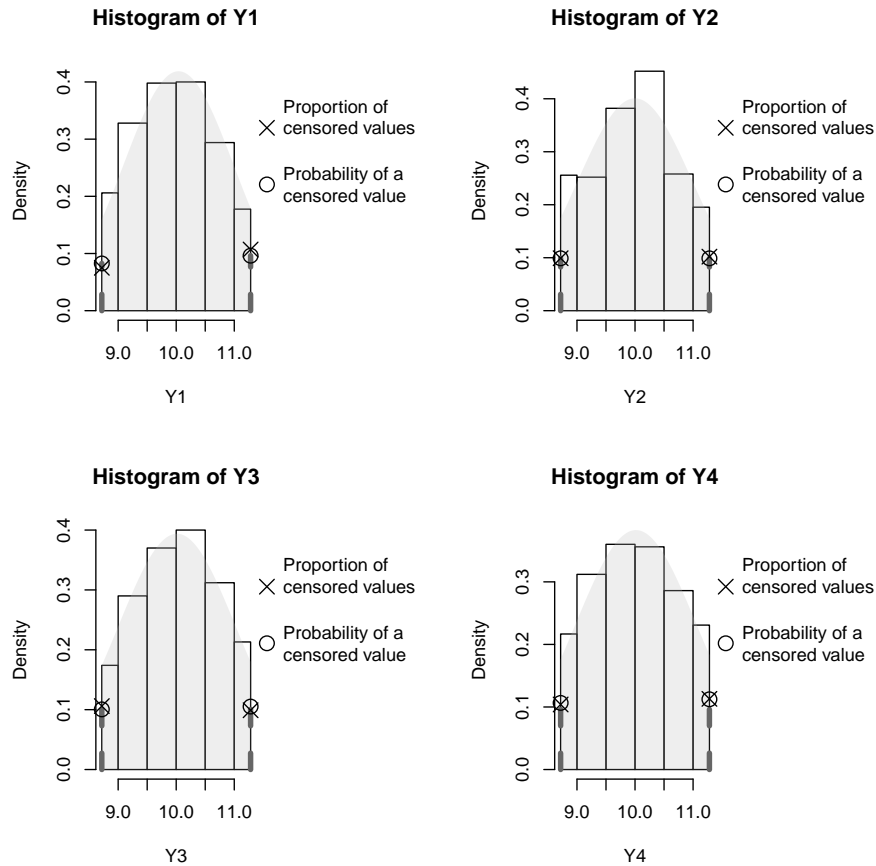 Histogram of Y1
Density
0.0 0.1 0.2 0.3 0.4
9.0 10.0 11.0
Y1
Proportion of
censored values
Probability of a
censored value
Histogram of Y2
Density
0.0 0.1 0.2 0.3 0.4
9.0 10.0 11.0
Y2
Proportion of
censored values
Probability of a
censored value
Histogram of Y3
Density
0.0 0.1 0.2 0.3 0.4
9.0 10.0 11.0
Y3
Proportion of
censored values
Probability of a
censored value
Histogram of Y4
Density
0.0 0.1 0.2 0.3
9.0 10.0 11.0
Y4
Proportion of
censored values
Probability of a
censored value